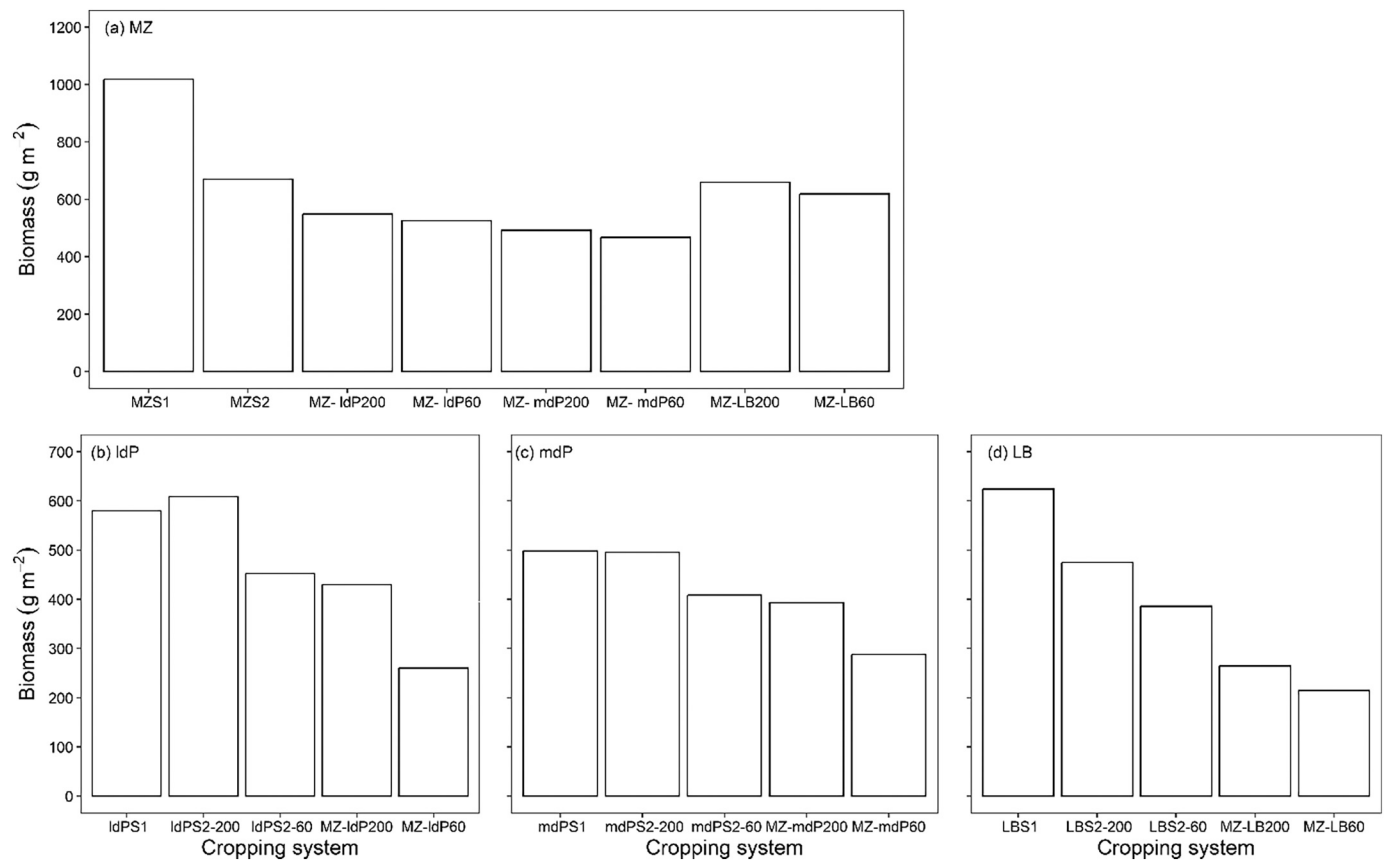 (a) MZ
1200
1000
800
600
400
200
0
Biomass (g m ²)
MZS1 MZS2 MZ- ldP200 MZ- ldP60 MZ- mdP200 MZ- mdP60 MZ-LB200 MZ-LB60
(b) ldP
(c) mdP
(d) LB
700
600
500
400
300
200
100
0
Biomass (g m⁻²)
ldPS1 ldPS2-200 ldPS2-60 MZ-ldP200 MZ-ldP60
mdPS1 mdPS2-200 mdPS2-60 MZ-mdP200 MZ-mdP60
LBS1 LBS2-200 LBS2-60 MZ-LB200 MZ-LB60
Cropping system
Cropping system
Cropping system